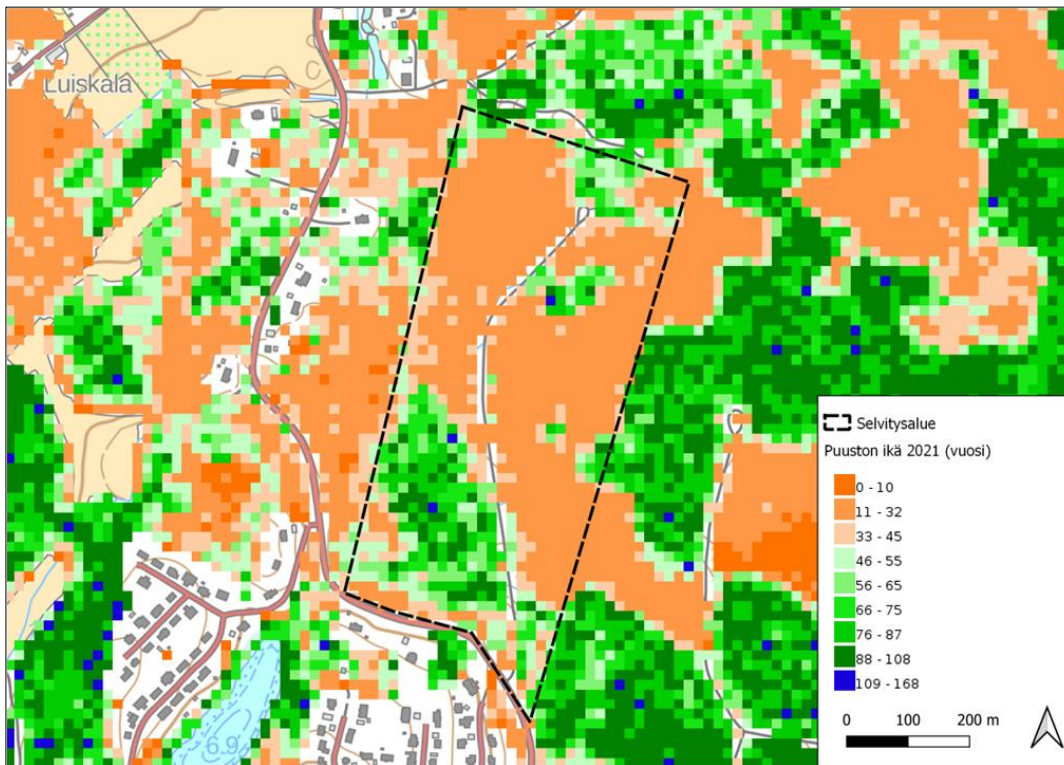 Luiskala
6.9
Selvitysalue
Puuston ikä 2021 (vuosi)
0 - 10
11 - 32
33 - 45
46 - 55
56 - 65
66 - 75
76 - 87
88 - 108
109 - 168
0 100 200 m